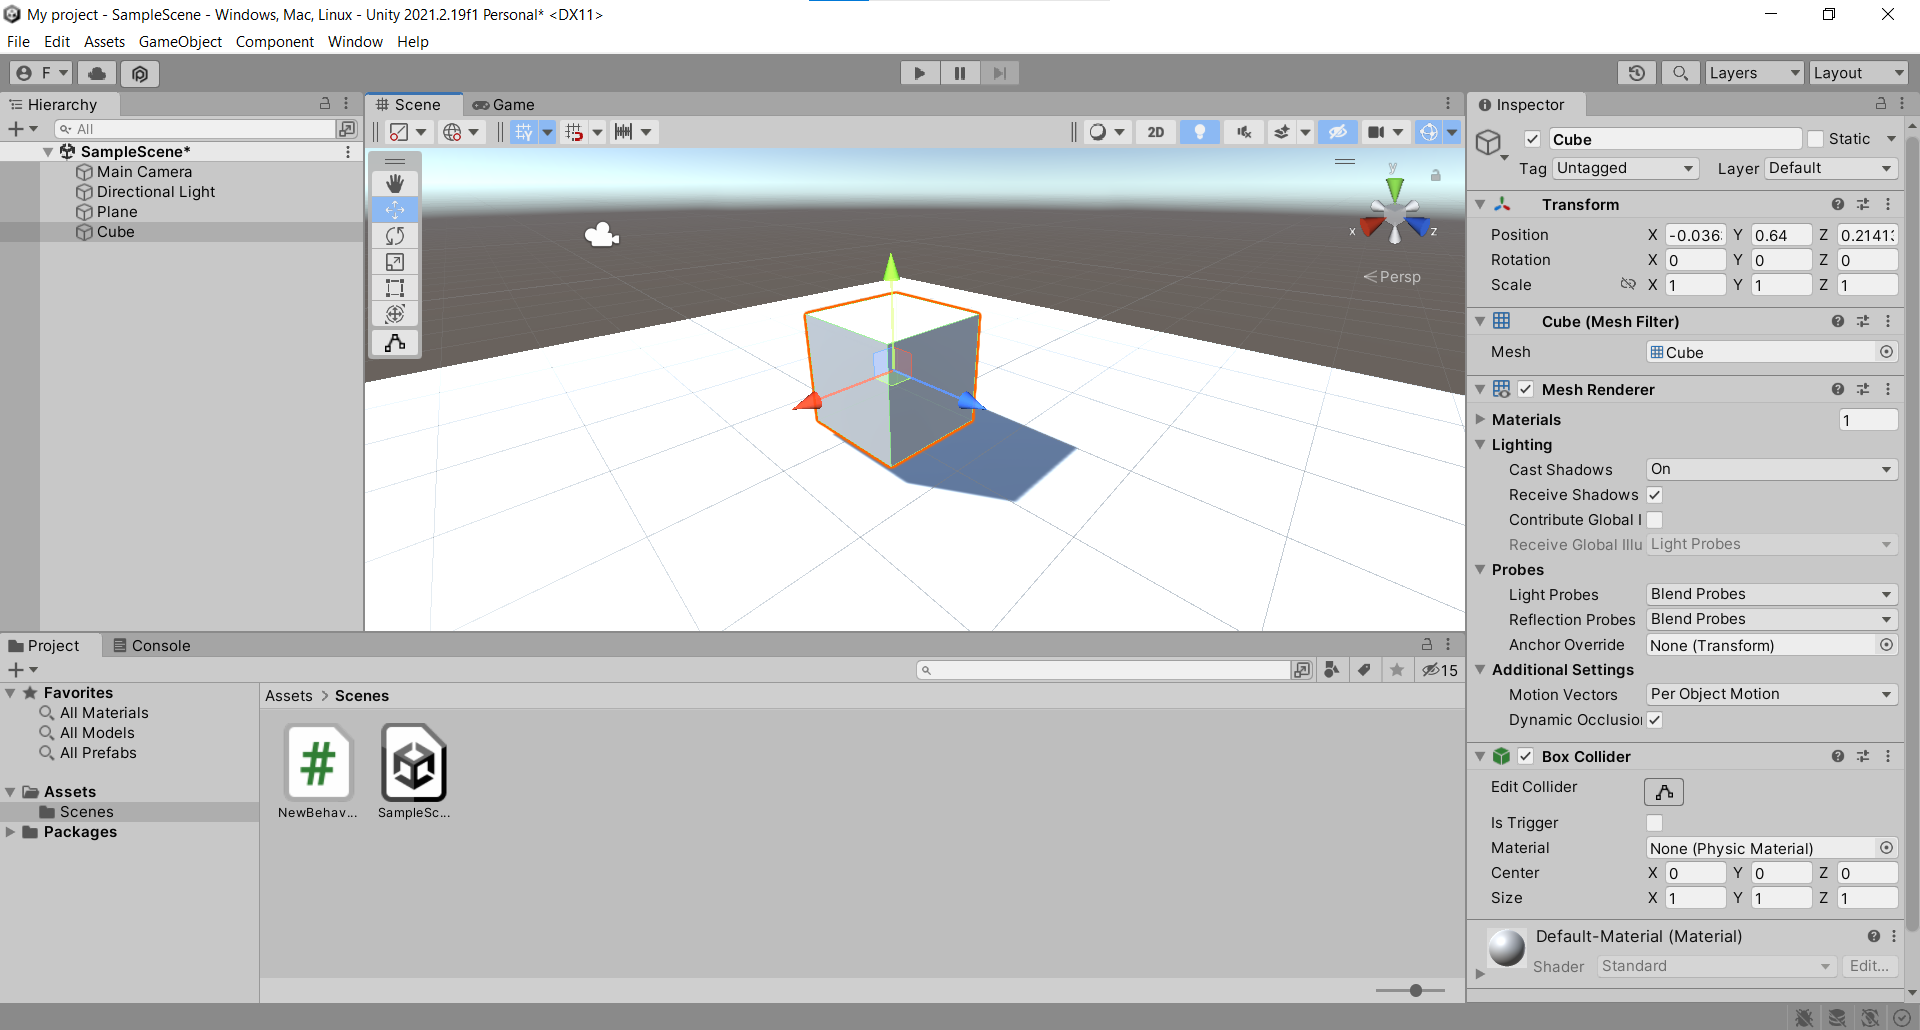 My project - SampleScene - Windows, Mac, Linux - Unity 2021.2.19f1 Personal* <DX11>
File Edit Assets GameObject Component Window Help
F
Layers
Layout
Hierarchy
All
SampleScene*
Main Camera
Directional Light
Plane
Cube
Scene
Game
2D
y
x
z
Persp
Inspector
Cube
Static
Tag Untagged
Layer Default
Transform
Position X -0.036 Y 0.64 Z 0.2141
Rotation X 0 Y 0 Z 0
Scale X 1 Y 1 Z 1
Cube (Mesh Filter)
Mesh Cube
Mesh Renderer
Materials 1
Lighting
Cast Shadows On
Receive Shadows
Contribute Global I
Receive Global Illu Light Probes
Probes
Light Probes Blend Probes
Reflection Probes Blend Probes
Anchor Override None (Transform)
Additional Settings
Motion Vectors Per Object Motion
Dynamic Occlusio
Box Collider
Edit Collider
Is Trigger
Material None (Physic Material)
Center X 0 Y 0 Z 0
Size X 1 Y 1 Z 1
Default-Material (Material)
Shader Standard Edit...
Project
Console
15
Favorites
All Materials
All Models
All Prefabs
Assets
Scenes
Packages
Assets > Scenes
NewBehav...
SampleSc...